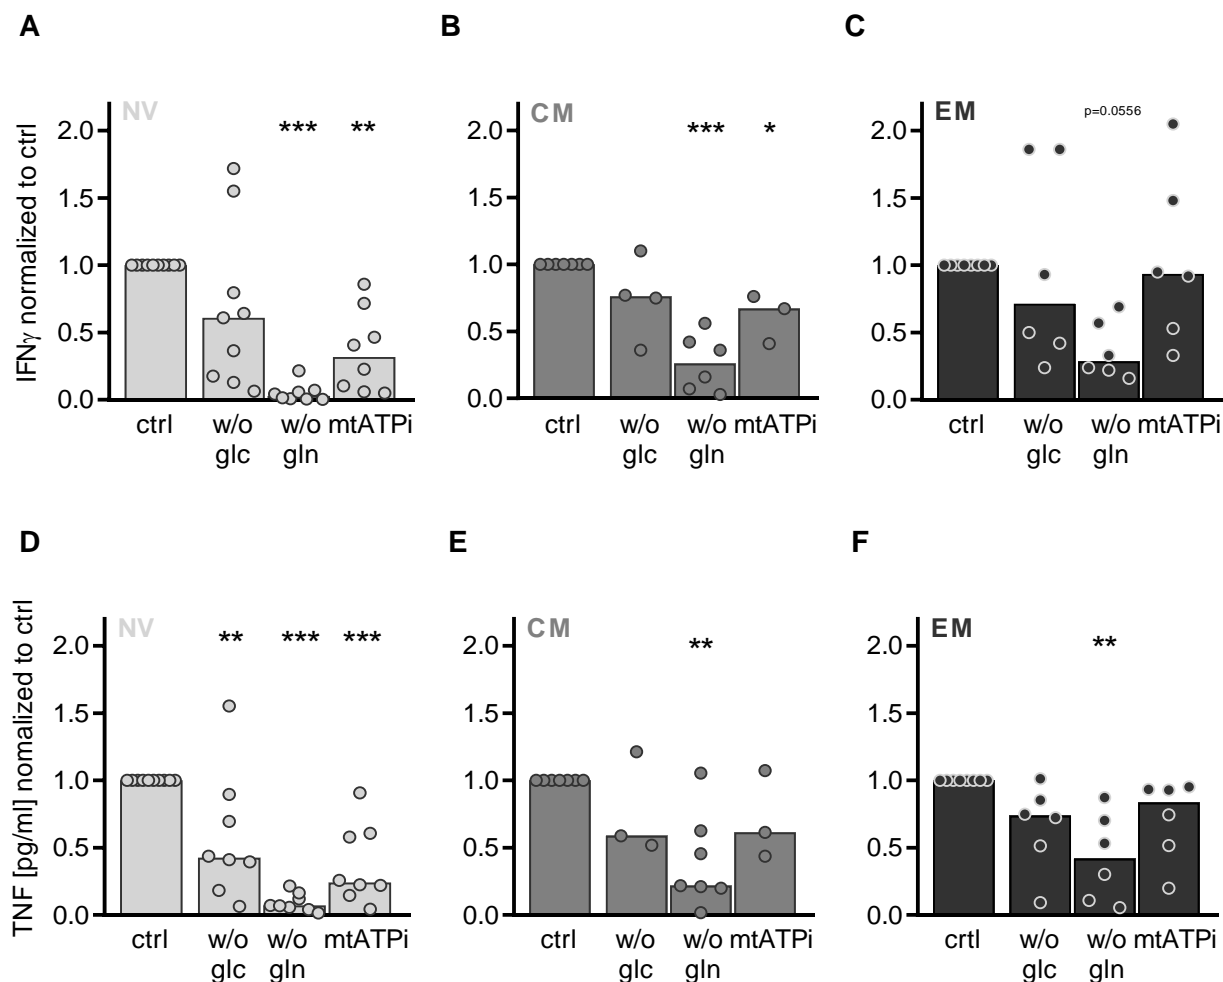 A
B
C
IFNγ normalized to ctrl
NV
2.0
1.5
1.0
0.5
0.0
*** **
ctrl w/o w/o mtATPi
glc gln
CM
2.0
1.5
1.0
0.5
0.0
*** *
ctrl w/o w/o mtATPi
glc gln
EM
p=0.0556
2.0
1.5
1.0
0.5
0.0
ctrl w/o w/o mtATPi
glc gln
D
E
F
TNF [pg/ml] nomalized to ctrl
NV
2.0
1.5
1.0
0.5
0.0
** *** ***
ctrl w/o w/o mtATPi
glc gln
CM
2.0
1.5
1.0
0.5
0.0
**
ctrl w/o w/o mtATPi
glc gln
EM
2.0
1.5
1.0
0.5
0.0
**
crtl w/o w/o mtATPi
glc gln